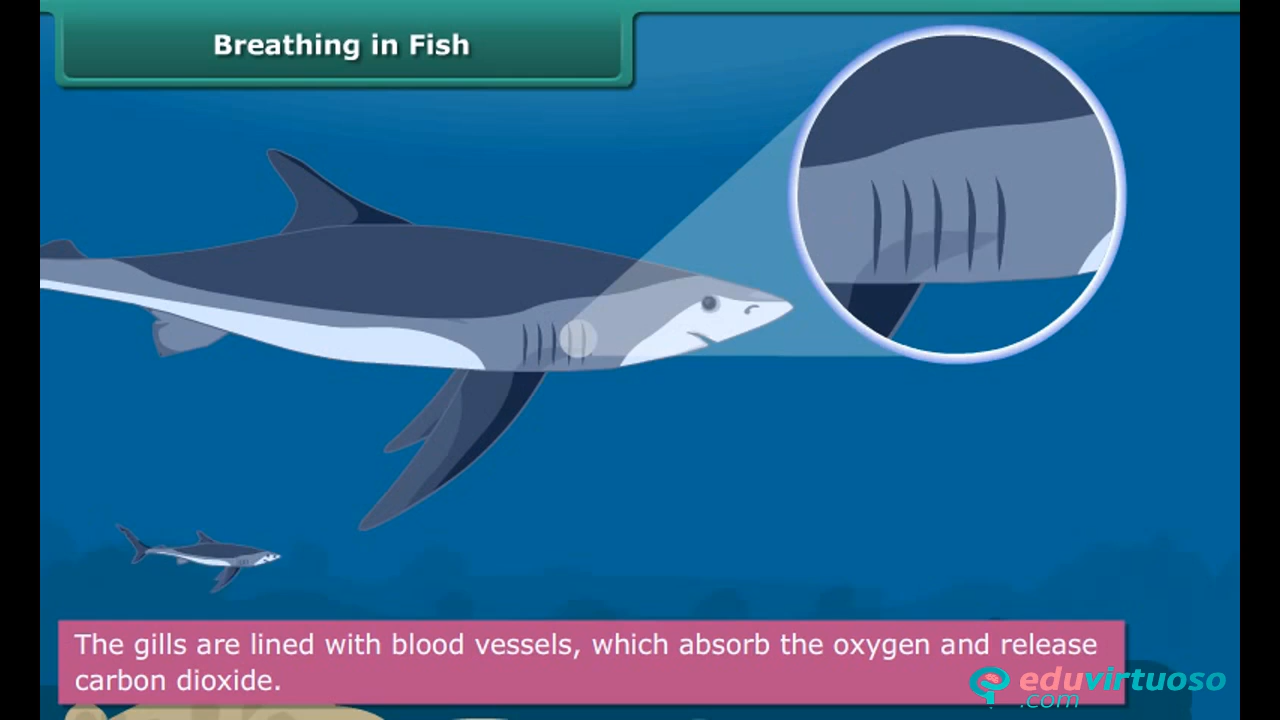 Breathing in Fish
The gills are lined with blood vessels, which absorb the oxygen and release
carbon dioxide.
eduvirtuoso
.com